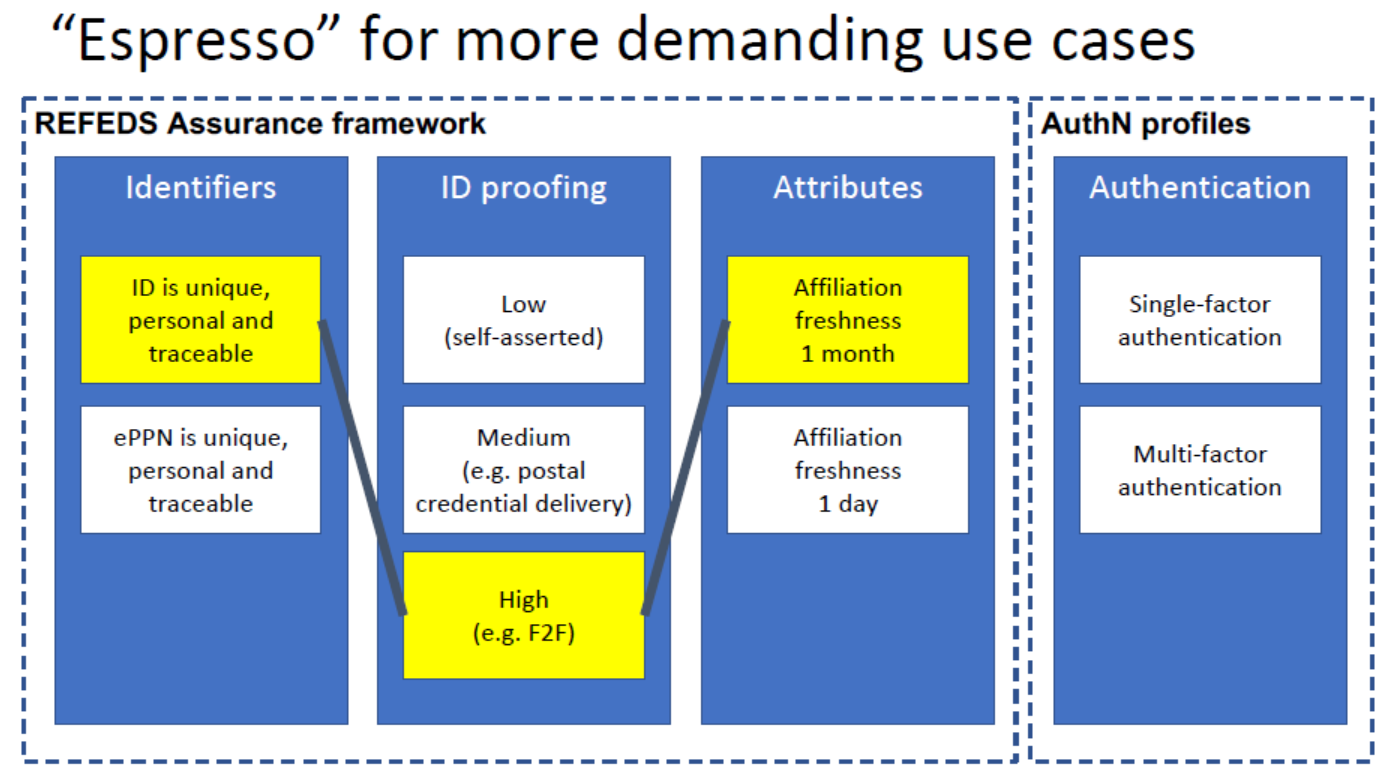 “Espresso” for more demanding use cases
REFEDS Assurance framework
Identifiers
ID is unique,
personal and
traceable
ePPN is unique,
personal and
traceable
ID proofing
Low
(self-asserted)
Medium
(e.g. postal
credential delivery)
High
(e.g. F2F)
Attributes
Affiliation
freshness
1 month
Affiliation
freshness
1 day
AuthN profiles
Authentication
Single-factor
authentication
Multi-factor
authentication